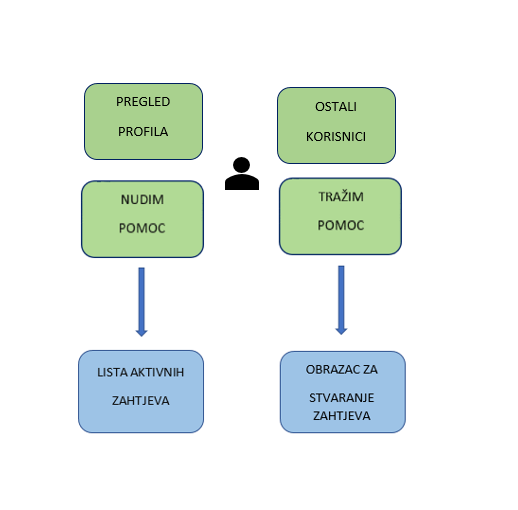 PREGLED
PROFILA
OSTALI
KORISNICI
NUDIM
POMOC
TRAŽIM
POMOC
LISTA AKTIVNIH
ZAHTJEVA
OBRAZAC ZA
STVARANJE
ZAHTJEVA